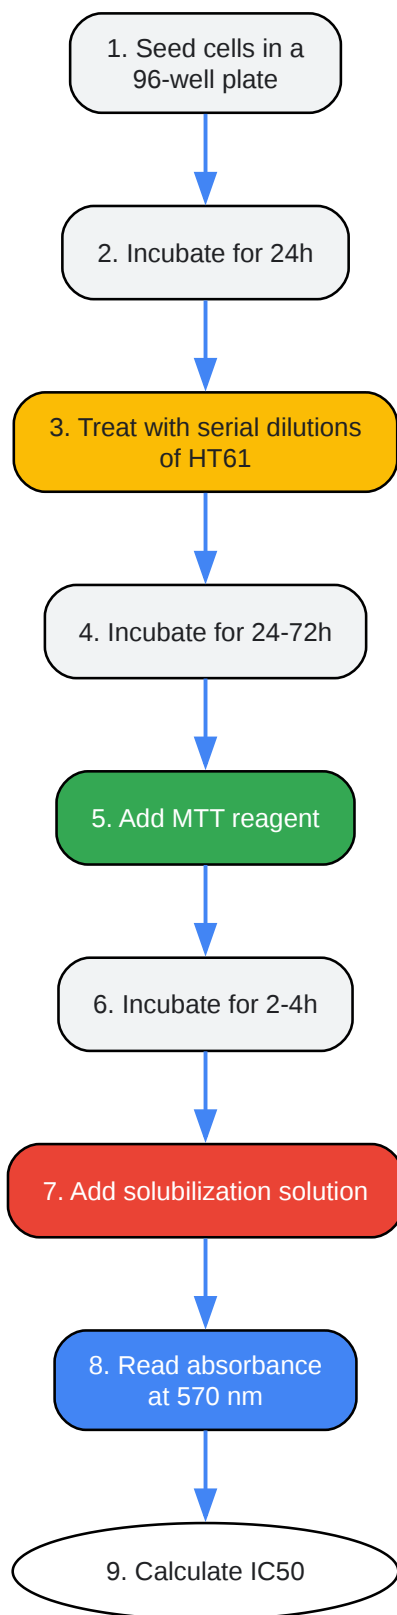 1. Seed cells in a
96-well plate
2. Incubate for 24h
3. Treat with serial dilutions
of HT61
4. Incubate for 24-72h
5. Add MTT reagent
6. Incubate for 2-4h
7. Add solubilization solution
8. Read absorbance
at 570 nm
9. Calculate IC50